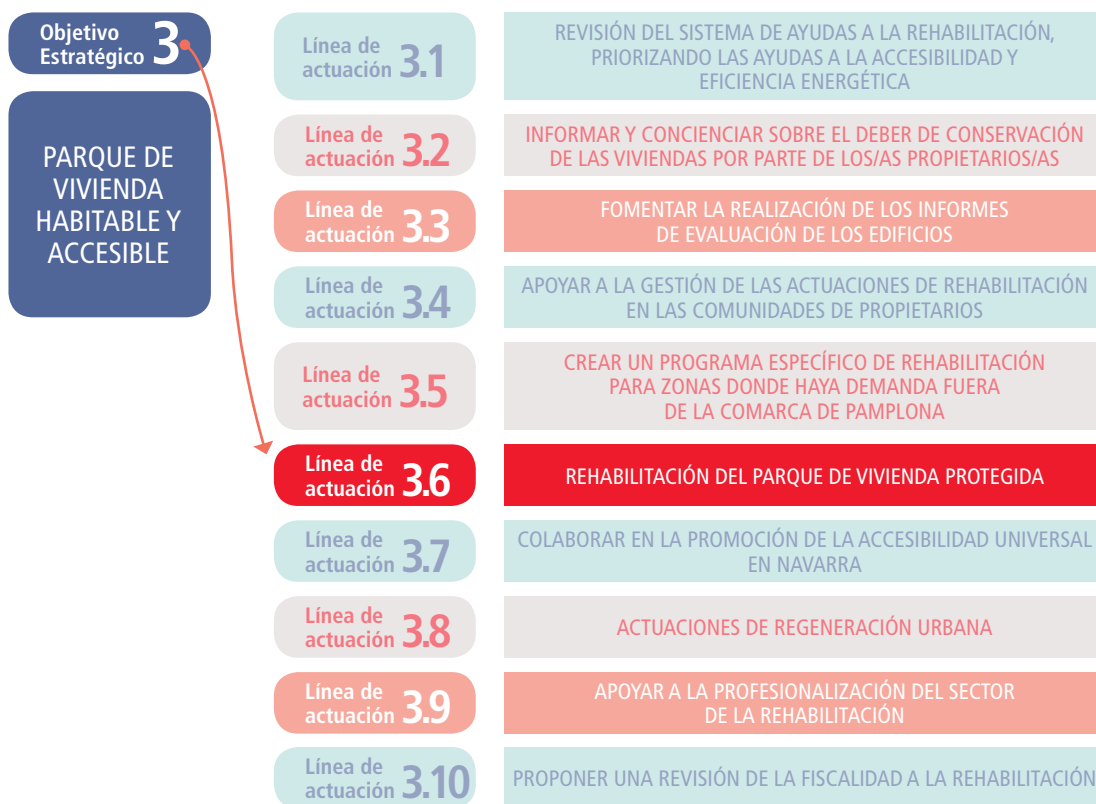 Objetivo
Estratégico 3
PARQUE DE
VIVIENDA
HABITABLE Y
ACCESIBLE
Línea de
actuación 3.1
REVISIÓN DEL SISTEMA DE AYUDAS A LA REHABILITACIÓN,
PRIORIZANDO LAS AYUDAS A LA ACCESIBILIDAD Y
EFICIENCIA ENERGÉTICA
Línea de
actuación 3.2
INFORMAR Y CONCIENCIAR SOBRE EL DEBER DE CONSERVACIÓN
DE LAS VIVIENDAS POR PARTE DE LOS/AS PROPIETARIOS/AS
Línea de
actuación 3.3
FOMENTAR LA REALIZACIÓN DE LOS INFORMES
DE EVALUACIÓN DE LOS EDIFICIOS
Línea de
actuación 3.4
APOYAR A LA GESTIÓN DE LAS ACTUACIONES DE REHABILITACIÓN
EN LAS COMUNIDADES DE PROPIETARIOS
Línea de
actuación 3.5
CREAR UN PROGRAMA ESPECÍFICO DE REHABILITACIÓN
PARA ZONAS DONDE HAYA DEMANDA FUERA
DE LA COMARCA DE PAMPLONA
Línea de
actuación 3.6
REHABILITACIÓN DEL PARQUE DE VIVIENDA PROTEGIDA
Línea de
actuación 3.7
COLABORAR EN LA PROMOCIÓN DE LA ACCESIBILIDAD UNIVERSAL
EN NAVARRA
Línea de
actuación 3.8
ACTUACIONES DE REGENERACIÓN URBANA
Línea de
actuación 3.9
APOYAR A LA PROFESIONALIZACIÓN DEL SECTOR
DE LA REHABILITACIÓN
Línea de
actuación 3.10
PROPONER UNA REVISIÓN DE LA FISCALIDAD A LA REHABILITACIÓN